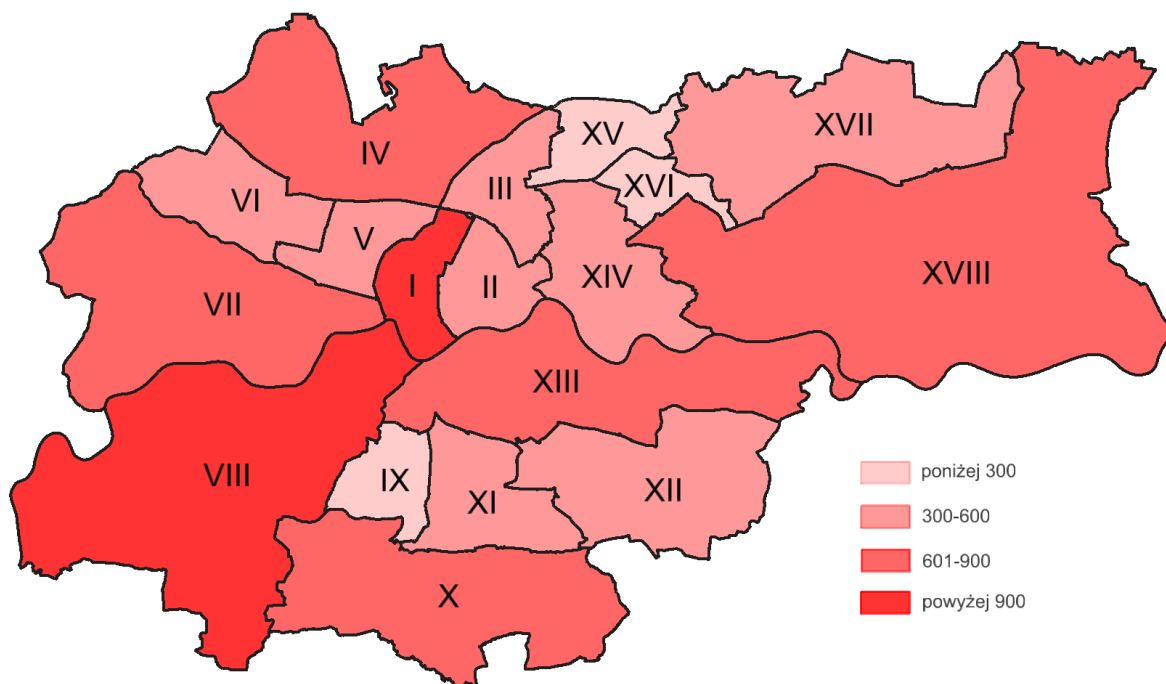 IV
XV
XVII
XVI
III
VI
V
XIV
XVIII
I
II
VII
XIII
VIII
IX
XI
XII
X
poniżej 300
300-600
601-900
powyżej 900